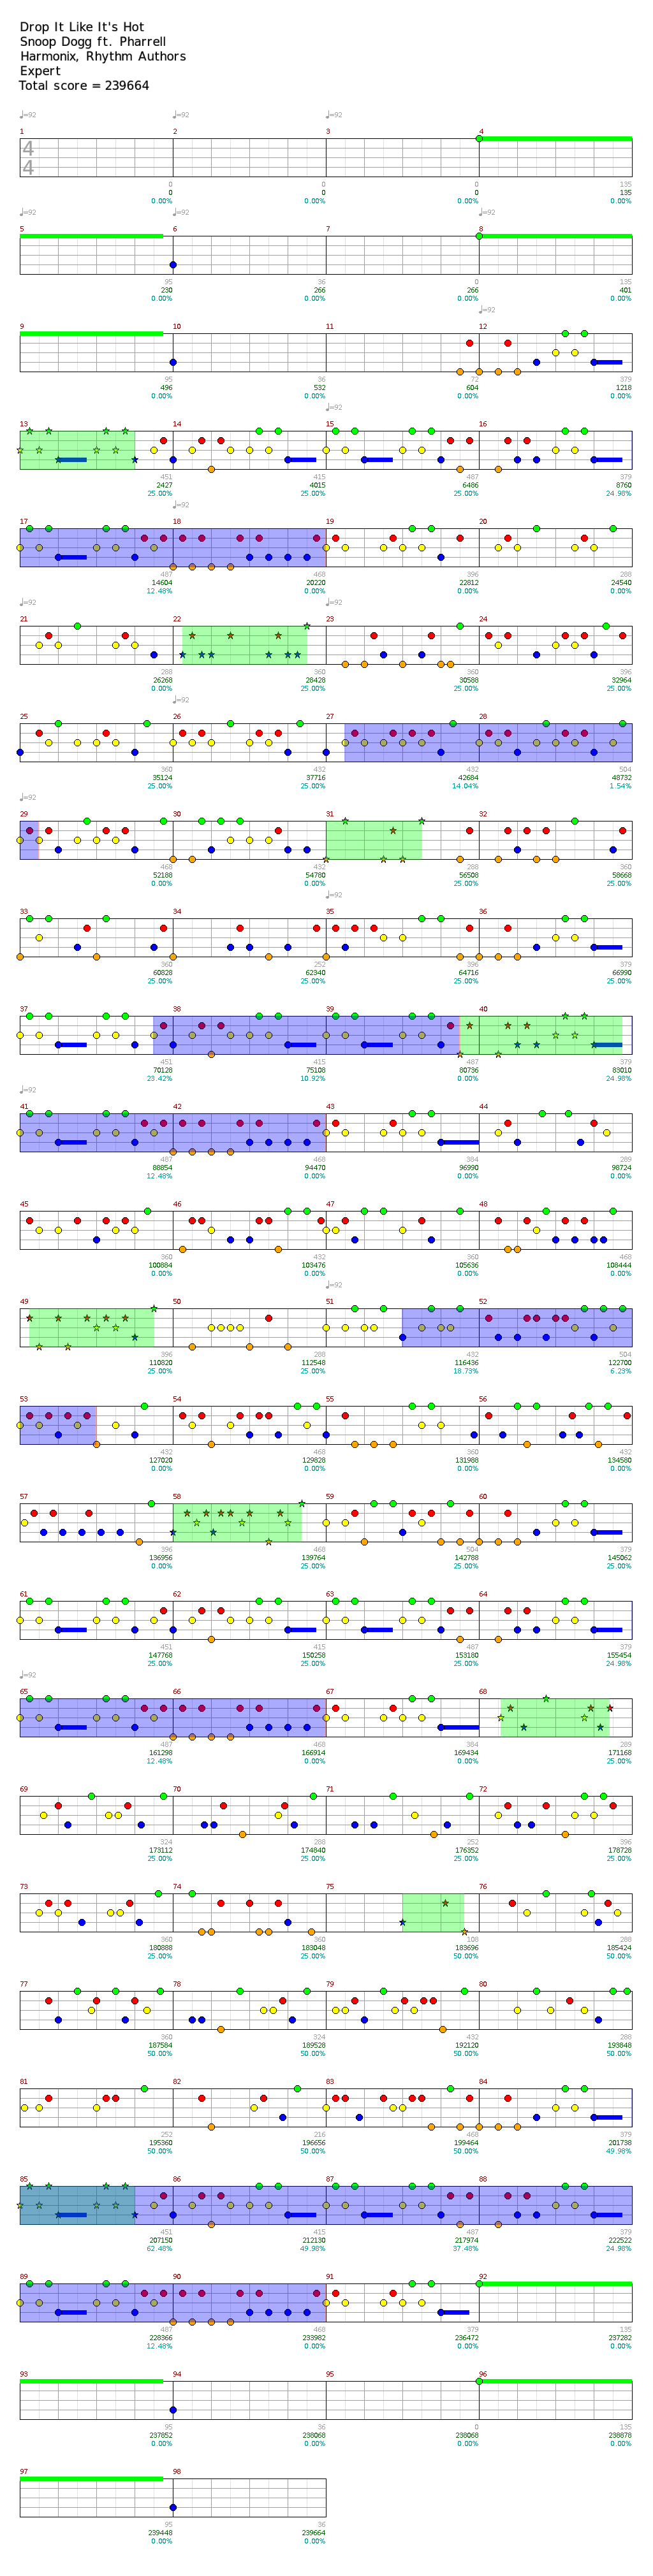 Drop It Like It's Hot
Snoop Dogg ft. Pharrell
Harmonix, Rhythm Authors
Expert
Total score = 239664
♩=92 ♩=92 ♩=92
1 2 3 4
4
4
0 0 0 135
0 0 0 135
0.00% 0.00% 0.00% 0.00%
♩=92 ♩=92 ♩=92
5 6 7 8
95 36 0 135
230 266 266 401
0.00% 0.00% 0.00% 0.00%
♩=92
9 10 11 12
95 36 72 379
496 532 604 1218
0.00% 0.00% 0.00% 0.00%
♩=92
13 14 15 16
451 415 487 379
2427 4015 6486 8760
25.00% 25.00% 25.00% 24.98%
♩=92
17 18 19 20
487 468 396 288
14604 20220 22812 24540
12.48% 0.00% 0.00% 0.00%
♩=92 ♩=92
21 22 23 24
288 360 360 396
26268 28428 30588 32964
0.00% 25.00% 25.00% 25.00%
♩=92
25 26 27 28
360 432 432 504
35124 37716 42684 48732
25.00% 25.00% 14.04% 1.54%
♩=92
29 30 31 32
468 432 288 360
52188 54780 56508 58668
0.00% 0.00% 25.00% 25.00%
♩=92
33 34 35 36
360 252 396 379
60828 62340 64716 66990
25.00% 25.00% 25.00% 25.00%
37 38 39 40
451 415 487 379
70128 75108 80736 83010
23.42% 10.92% 0.00% 24.98%
♩=92
41 42 43 44
487 468 384 289
88854 94470 96990 98724
12.48% 0.00% 0.00% 0.00%
45 46 47 48
360 432 360 468
100884 103476 105636 108444
0.00% 0.00% 0.00% 0.00%
♩=92
49 50 51 52
396 288 432 504
110820 112548 116436 122700
25.00% 25.00% 18.73% 6.23%
53 54 55 56
432 468 360 432
127020 129828 131988 134580
0.00% 0.00% 0.00% 0.00%
57 58 59 60
396 468 504 379
136956 139764 142788 145062
0.00% 25.00% 25.00% 25.00%
61 62 63 64
451 415 487 379
147768 150258 153180 155454
25.00% 25.00% 25.00% 24.98%
♩=92
65 66 67 68
487 468 384 289
161298 166914 169434 171168
12.48% 0.00% 0.00% 25.00%
69 70 71 72
324 288 252 396
173112 174840 176352 178728
25.00% 25.00% 25.00% 25.00%
73 74 75 76
360 360 108 288
180888 183048 183696 185424
25.00% 25.00% 50.00% 50.00%
77 78 79 80
360 324 432 288
187584 189528 192120 193848
50.00% 50.00% 50.00% 50.00%
81 82 83 84
252 216 468 379
195360 196656 199464 201738
50.00% 50.00% 50.00% 49.98%
85 86 87 88
451 415 487 379
207150 212130 217974 222522
62.48% 49.98% 37.48% 24.98%
89 90 91 92
487 468 379 135
228366 233982 236472 237282
12.48% 0.00% 0.00% 0.00%
93 94 95 96
95 36 0 135
237852 238068 238068 238878
0.00% 0.00% 0.00% 0.00%
97 98
95 36
239448 239664
0.00% 0.00%